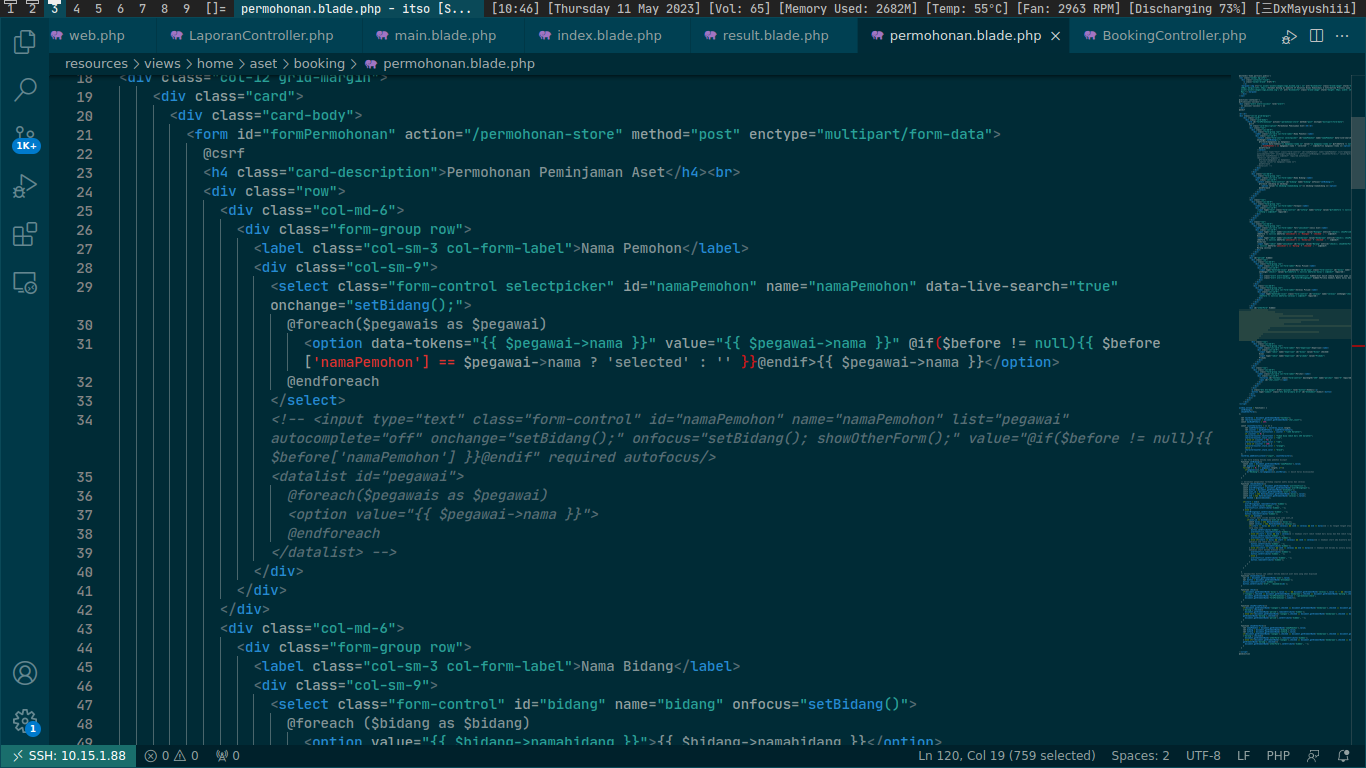 1 2 3 4 5 6 7 8 9 []= permohonan.blade.php - itso [S... [10:46] [Thursday 11 May 2023] [Vol: 65] [Memory Used: 2682M] [Temp: 55°C] [Fan: 2963 RPM] [Discharging 73%] [三DxMayushiii]
web.php LaporanController.php main.blade.php index.blade.php result.blade.php permohonan.blade.php × BookingController.php ···
resources > views > home > aset > booking > permohonan.blade.php
18 <div class="col-12 grid-margin">
19 <div class="card">
20 <div class="card-body">
21 <form id="formPermohonan" action="/permohonan-store" method="post" enctype="multipart/form-data">
22 @csrf
23 <h4 class="card-description">Permohonan Peminjaman Aset</h4><br>
24 <div class="row">
25 <div class="col-md-6">
26 <div class="form-group row">
27 <label class="col-sm-3 col-form-label">Nama Pemohon</label>
28 <div class="col-sm-9">
29 <select class="form-control selectpicker" id="namaPemohon" name="namaPemohon" data-live-search="true"
onchange="setBidang();">
30 @foreach($pegawais as $pegawai)
31 <option data-tokens="{{ $pegawai->nama }}" value="{{ $pegawai->nama }}" @if($before != null){{ $before
['namaPemohon'] == $pegawai->nama ? 'selected' : '' }}@endif>{{ $pegawai->nama }}</option>
32 @endforeach
33 </select>
34 <!-- <input type="text" class="form-control" id="namaPemohon" name="namaPemohon" list="pegawai"
autocomplete="off" onchange="setBidang();" onfocus="setBidang(); showOtherForm();" value="@if($before != null){{
$before['namaPemohon'] }}@endif" required autofocus/>
35 <datalist id="pegawai">
36 @foreach($pegawais as $pegawai)
37 <option value="{{ $pegawai->nama }}">
38 @endforeach
39 </datalist> -->
40 </div>
41 </div>
42 </div>
43 <div class="col-md-6">
44 <div class="form-group row">
45 <label class="col-sm-3 col-form-label">Nama Bidang</label>
46 <div class="col-sm-9">
47 <select class="form-control" id="bidang" name="bidang" onfocus="setBidang()">
48 @foreach ($bidang as $bidang)
49 <option value="{{ $bidang->namabidang }}">{{ $bidang->namabidang }}</option>
1K+
1
SSH: 10.15.1.88 0 0 0 Ln 120, Col 19 (759 selected) Spaces: 2 UTF-8 LF PHP